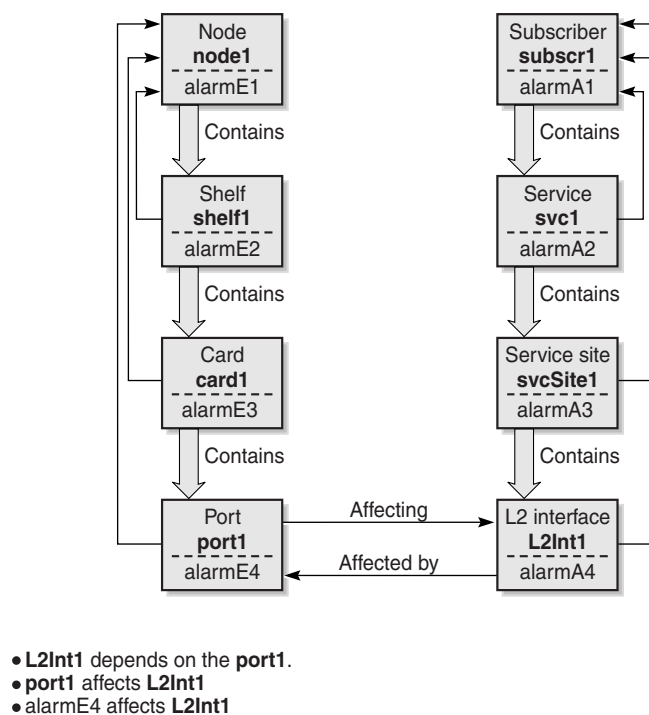 Node
node1
alarmE1
Contains
Shelf
shelf1
alarmE2
Contains
Card
card1
alarmE3
Contains
Port
port1
alarmE4
Subscriber
subscr1
alarmA1
Contains
Service
svc1
alarmA2
Contains
Service site
svcSite1
alarmA3
Contains
L2 interface
L2Int1
alarmA4
Affecting
Affected by
• L2Int1 depends on the port1.
• port1 affects L2Int1
• alarmE4 affects L2Int1